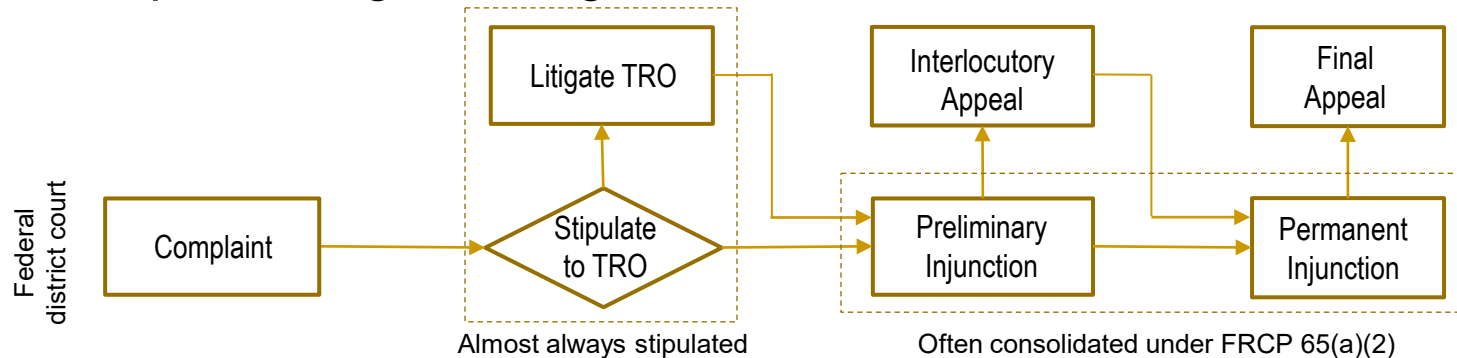 Litigate TRO
Interlocutory
Appeal
Final
Appeal
Federal
district court
Complaint
Stipulate
to TRO
Preliminary
Injunction
Permanent
Injunction
Almost always stipulated
Often consolidated under FRCP 65(a)(2)